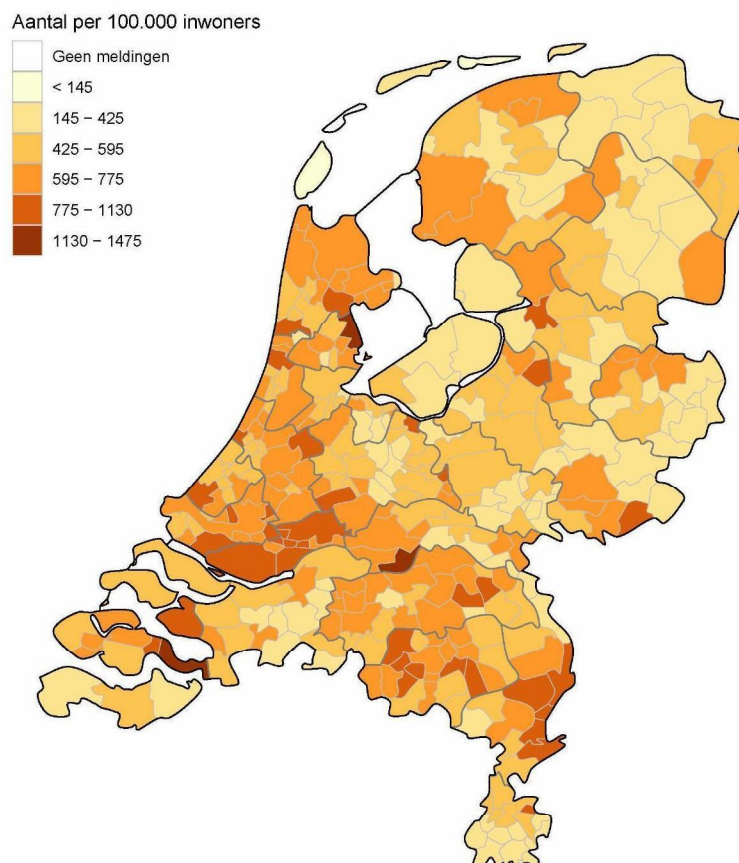 Aantal per 100.000 inwoners
Geen meldingen
< 145
145 – 425
425 – 595
595 – 775
775 – 1130
1130 – 1475